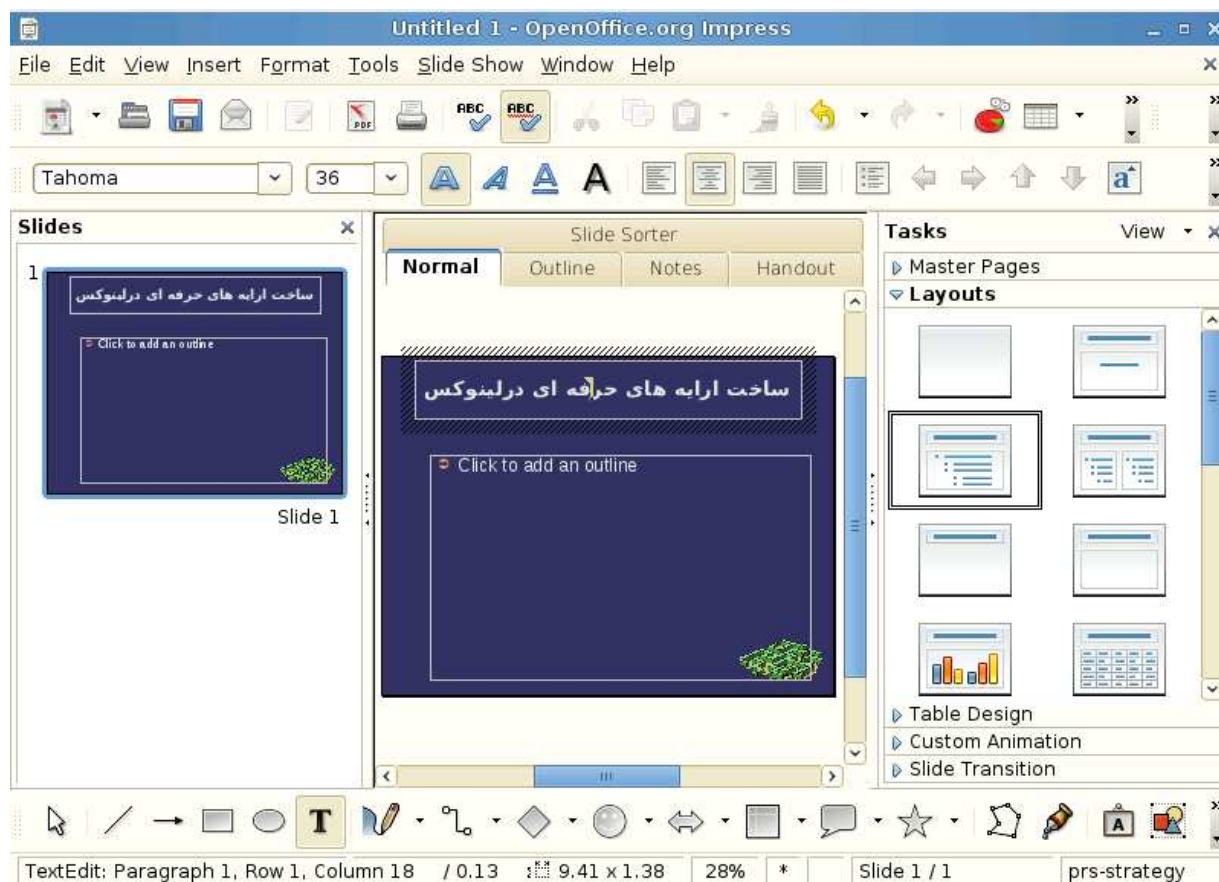 Untitled 1 - OpenOffice.org Impress
File Edit View Insert Format Tools Slide Show Window Help
PDF ABC ABC
Tahoma 36 A A A A a
Slides
1
ساخت ارایه های حرفه ای درلینوکس
Click to add an outline
Slide 1
Slide Sorter
Normal Outline Notes Handout
ساخت ارایه های حرفه ای درلینوکس
Click to add an outline
Tasks View
Master Pages
Layouts
Table Design
Custom Animation
Slide Transition
T A
TextEdit: Paragraph 1, Row 1, Column 18 / 0.13 9.41 x 1.38 28% * Slide 1 / 1 prs-strategy